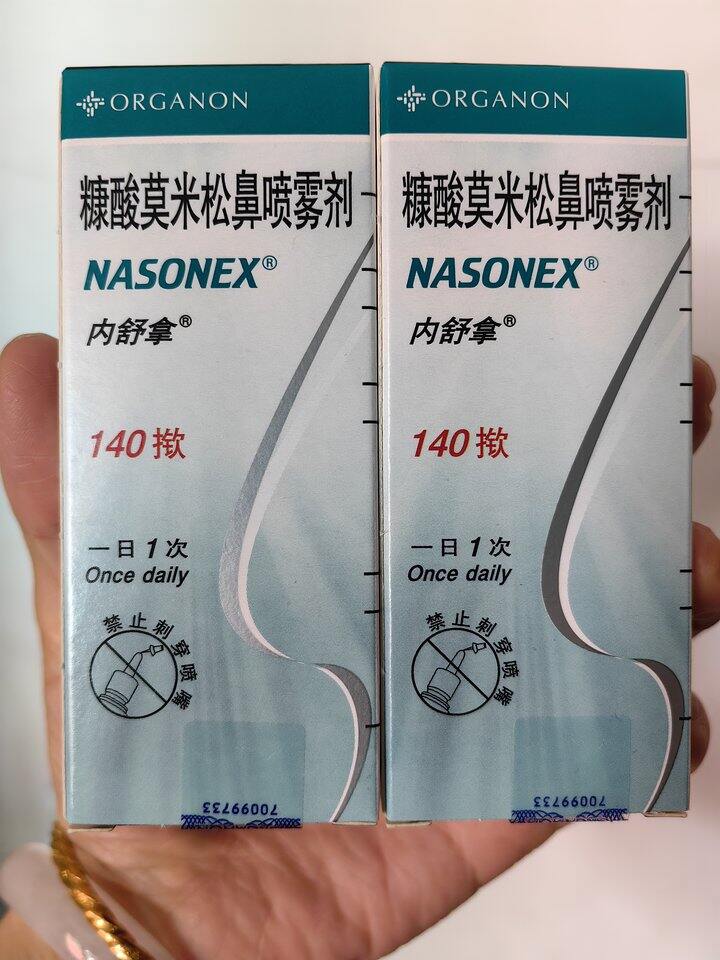 ORGANON
糠酸莫米松鼻喷雾剂
NASONEX®
内舒拿®
140揿
一日1次
Once daily
禁止刺穿喷嘴
70099733
ORGANON
糠酸莫米松鼻喷雾剂
NASONEX®
内舒拿®
140揿
一日1次
Once daily
禁止刺穿喷嘴
70099733